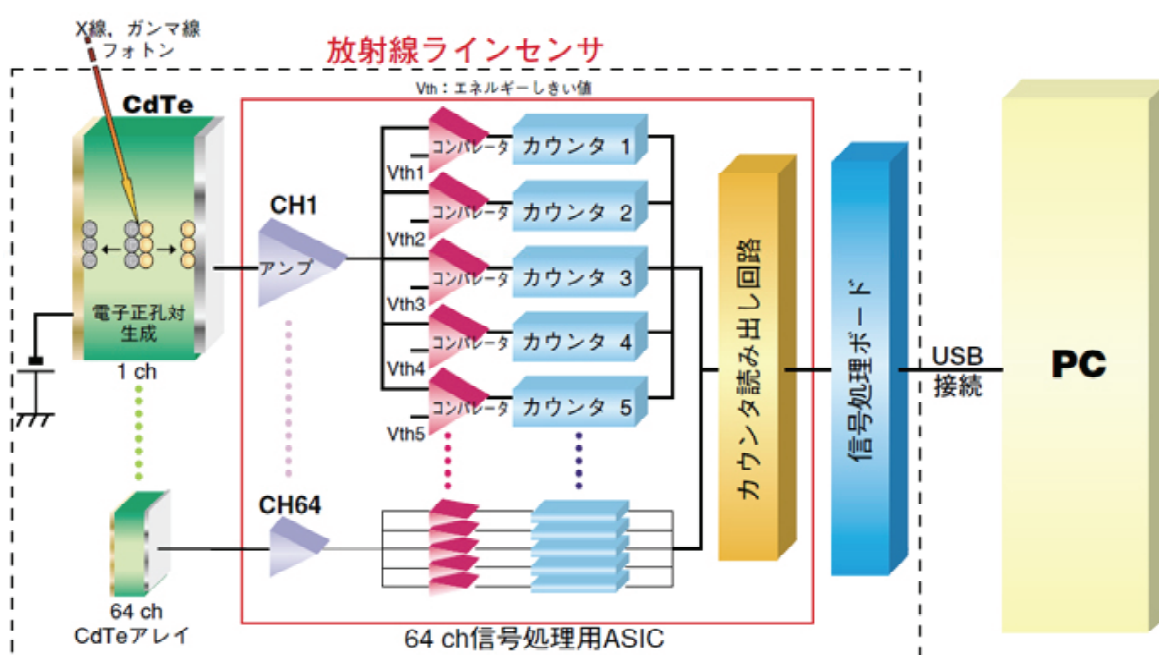 X線，ガンマ線
フォトン
放射線ラインセンサ
Vth：エネルギーしきい値
CdTe
電子正孔対
生成
1 ch
CH1
アンプ
コンパレータ
カウンタ 1
Vth1
コンパレータ
カウンタ 2
Vth2
コンパレータ
カウンタ 3
Vth3
コンパレータ
カウンタ 4
Vth4
コンパレータ
カウンタ 5
Vth5
CH64
64 ch
CdTeアレイ
64 ch信号処理用ASIC
カウンタ読み出し回路
信号処理ボード
USB
接続
PC